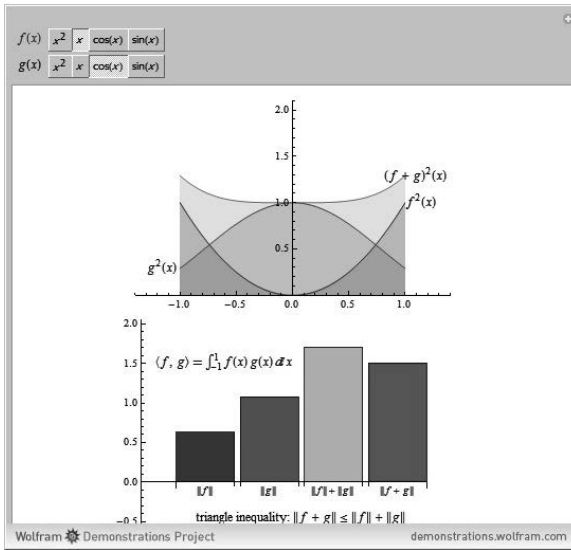 f(x) x² x cos(x) sin(x)
g(x) x² x cos(x) sin(x)
2.0
1.5
(f + g)²(x)
1.0
f²(x)
0.5
g²(x)
−1.0 −0.5 0.0 0.5 1.0
2.0
⟨f, g⟩ = ∫₋₁¹ f(x) g(x) ⅆx
1.5
1.0
0.5
0.0
‖f‖ ‖g‖ ‖f‖ + ‖g‖ ‖f + g‖
−0.5
triangle inequality: ‖f + g‖ ≤ ‖f‖ + ‖g‖
Wolfram Demonstrations Project demonstrations.wolfram.com